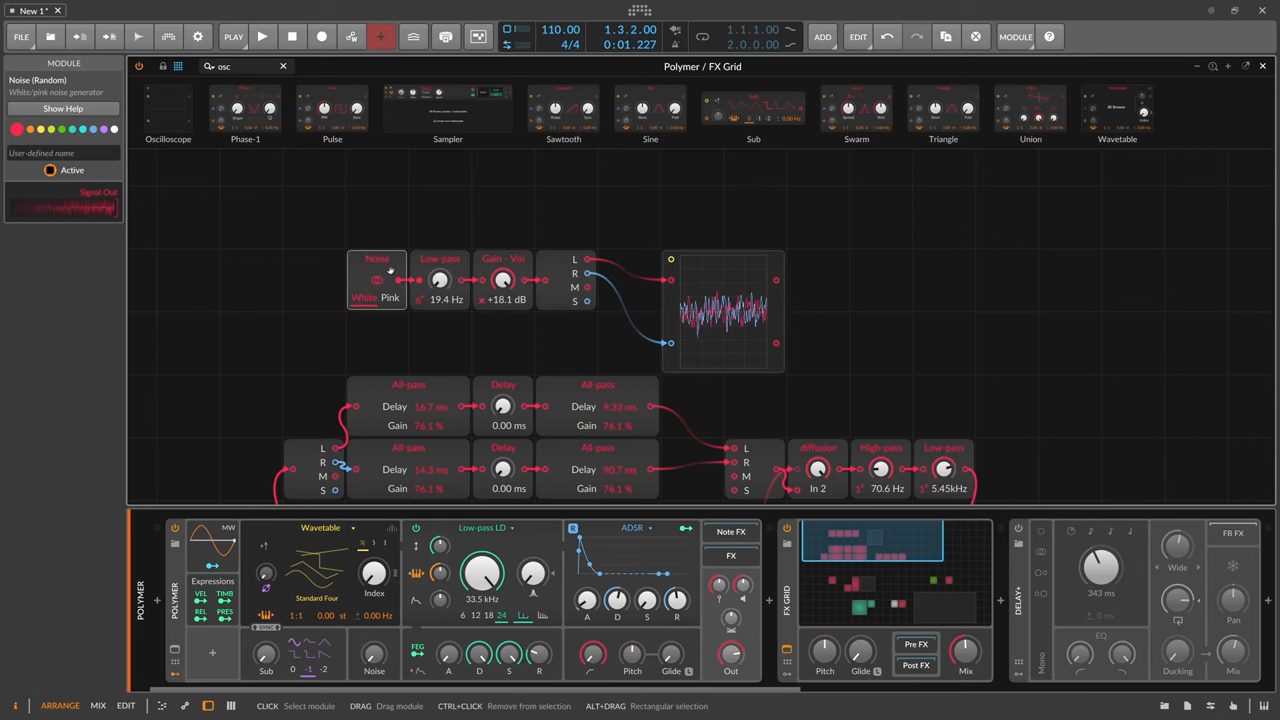 New 1*
FILE
PLAY
110.00
4/4
1.3.2.00
0:01.227
1.1.1.00
2.0.0.00
ADD
EDIT
MODULE
MODULE
Noise (Random)
White/pink noise generator
Show Help
User-defined name
Active
Signal Out
osc
Polymer / FX Grid
Oscilloscope
Phase-1
Pulse
Sampler
Sawtooth
Sine
Sub
Swarm
Triangle
Union
Wavetable
Noise
White Pink
Low-pass
6" 19.4 Hz
Gain - Vol
+18.1 dB
L
R
M
S
All-pass
Delay 16.7 ms
Gain 76.1 %
Delay
0.00 ms
All-pass
Delay 9.33 ms
Gain 76.1 %
L
R
M
S
All-pass
Delay 14.3 ms
Gain 76.1 %
Delay
0.00 ms
All-pass
Delay 90.7 ms
Gain 76.1 %
L
R
M
S
diffusion
In 2
High-pass
1" 70.6 Hz
Low-pass
1" 5.45kHz
POLYMER
POLYMER
MW
Expressions
VEL
TIMB
REL
PRES
Wavetable
Standard Four
Index
1:1 0.00 st ± 0.00 Hz
SYNC
Sub
0 -1 -2
Noise
Low-pass LD
33.5 kHz
6 12 18 24
FEG
A
D
S
R
R
ADSR
A
D
S
R
Pitch
Glide L
Note FX
FX
Out
FX GRID
Pitch
Glide L
Pre FX
Post FX
Mix
DELAY+
343 ms
Mono
EQ
Wide
Ducking
FB FX
Pan
Mix
ARRANGE MIX EDIT
CLICK Select module
DRAG Drag module
CTRL+CLICK Remove from selection
ALT+DRAG Rectangular selection